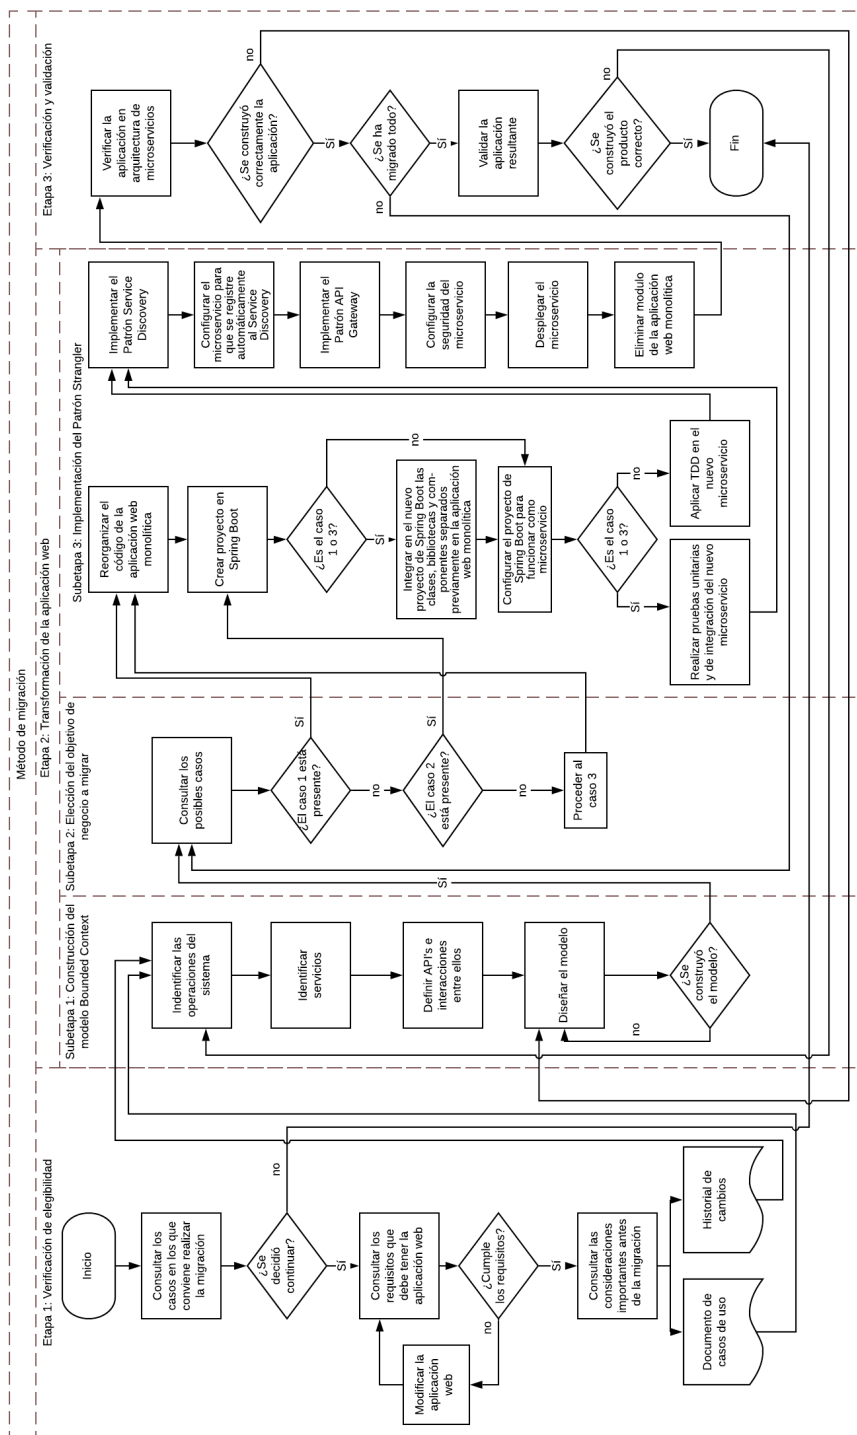 Método de migración
Etapa 1: Verificación de elegibilidad
Inicio
Consultar los
casos en los que
conviene realizar
la migración
¿Se
decidió
continuar?
no
Sí
Consultar los
requisitos que
debe tener la
aplicación web
¿Cumple
los requisitos?
no
Sí
Modificar la
aplicación
web
Consultar las
consideraciones
importantes antes
de la migración
Documento de
casos de uso
Historial de
cambios
Etapa 2: Transformación de la aplicación web
Subetapa 1: Construcción del
modelo Bounded Context
Indentificar las
operaciones del
sistema
Identificar
servicios
Definir API's e
interacciones
entre ellos
Diseñar el modelo
¿Se
construyó
el modelo?
no
Sí
Subetapa 2: Elección del objetivo de
negocio a migrar
Consultar los
posibles casos
¿El caso 1 está
presente?
Sí
no
¿El caso 2
está presente?
Sí
no
Proceder al
caso 3
Subetapa 3: Implementación del Patrón Strangler
Reorganizar el
código de la
aplicación web
monolítica
Crear proyecto en
Spring Boot
¿Es el caso
1 o 3?
no
Sí
Integrar en el nuevo
proyecto de Spring Boot las
clases, bibliotecas y com-
ponentes separados
previamente en la aplicación
web monolítica
Configurar el proyecto de
Spring Boot para
funcionar como
microservicio
¿Es el caso
1 o 3?
Sí
no
Realizar pruebas unitarias
y de integración del nuevo
microservicio
Aplicar TDD en el
nuevo
microservicio
Implementar el
Patrón Service
Discovery
Configurar el
microservicio para
que se registre
automáticamente
al Service
Discovery
Implementar el
Patrón API
Gateway
Configurar la
seguridad del
microservicio
Desplegar el
microservicio
Eliminar modulo
de la aplicación
web monolítica
Etapa 3: Verificación y validación
Verificar la
aplicación en
arquitectura de
microservicios
¿Se construyó
correctamente la
aplicación?
no
Sí
¿Se ha
migrado todo?
no
Sí
Validar la
aplicación
resultante
¿Se
construyó el
producto
correcto?
no
Sí
Fin